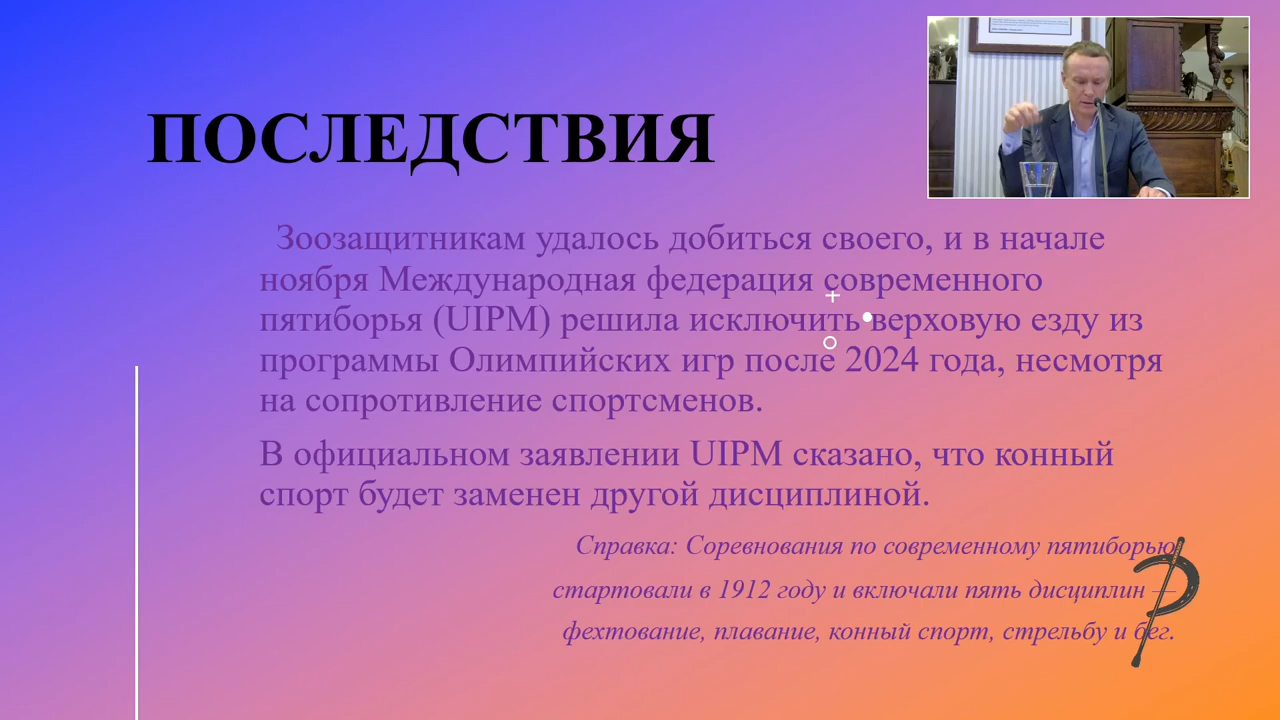 ПОСЛЕДСТВИЯ
Зоозащитникам удалось добиться своего, и в начале
ноября Международная федерация современного
пятиборья (UIPM) решила исключить верховую езду из
программы Олимпийских игр после 2024 года, несмотря
на сопротивление спортсменов.
В официальном заявлении UIPM сказано, что конный
спорт будет заменен другой дисциплиной.
Справка: Соревнования по современному пятиборью
стартовали в 1912 году и включали пять дисциплин —
фехтование, плавание, конный спорт, стрельбу и бег.